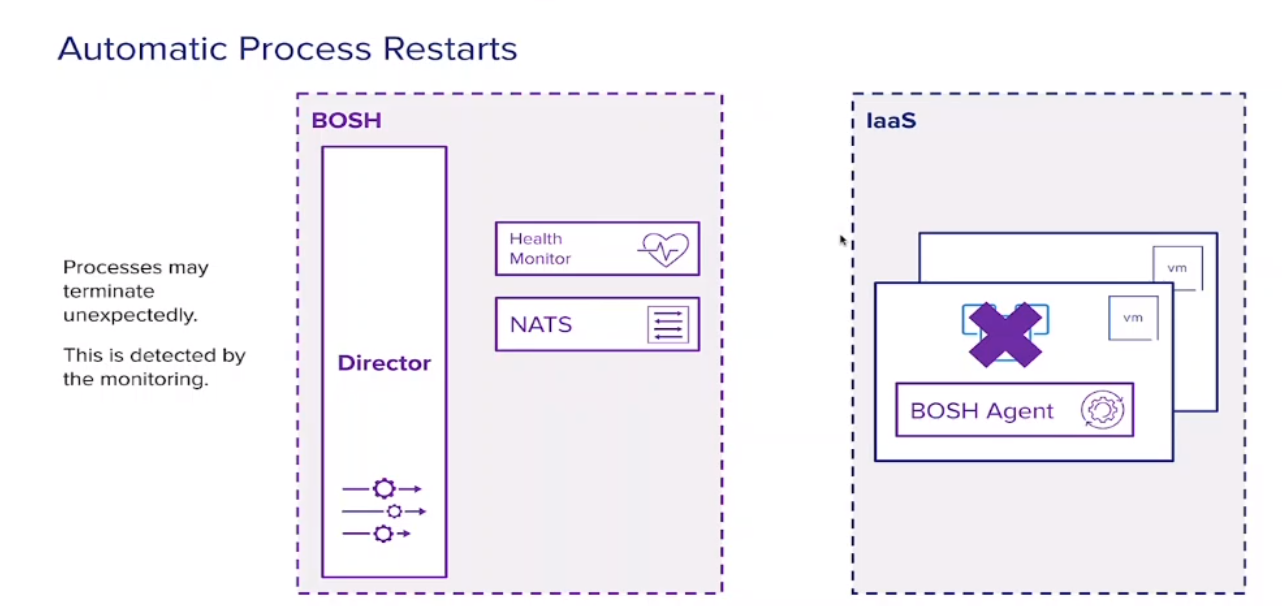 Automatic Process Restarts
BOSH
IaaS
Health
Monitor
vm
Processes may
terminate
unexpectedly.
NATS
vm
This is detected by
the monitoring.
Director
BOSH Agent